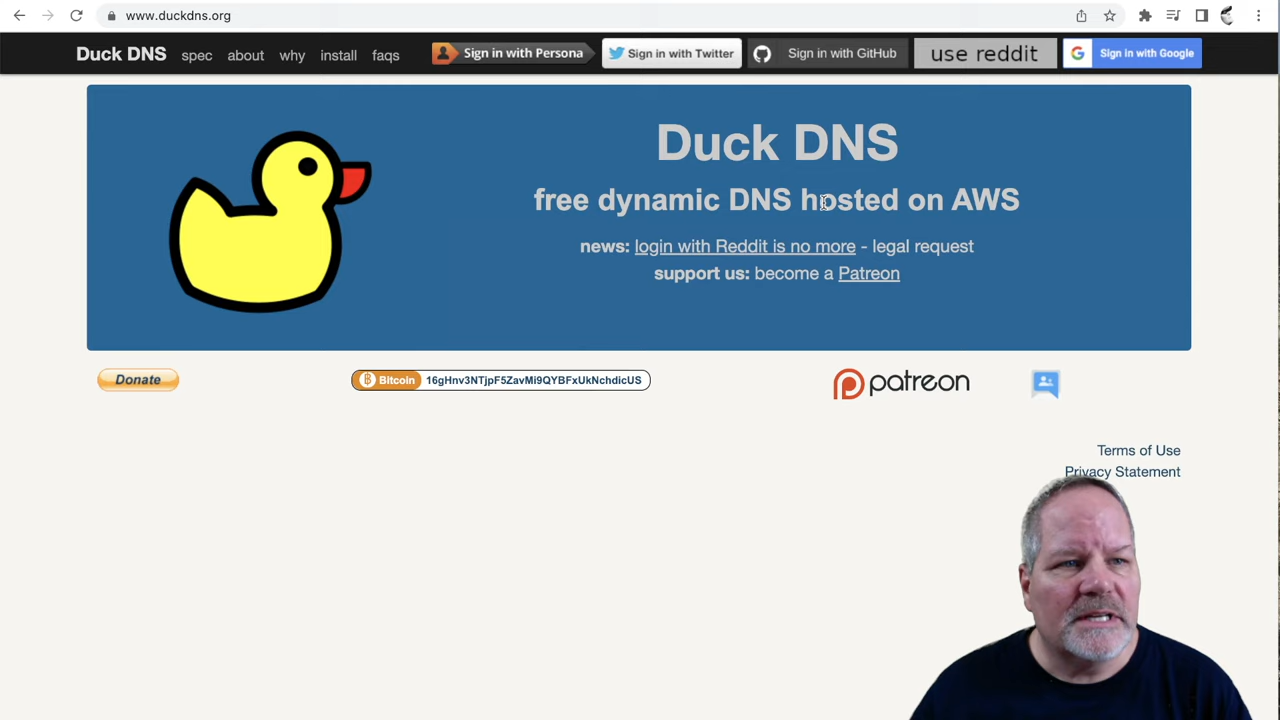 www.duckdns.org
Duck DNS spec about why install faqs Sign in with Persona Sign in with Twitter Sign in with GitHub use reddit Sign in with Google
Duck DNS
free dynamic DNS hosted on AWS
news: login with Reddit is no more - legal request
support us: become a Patreon
Donate Bitcoin 16gHnv3NTjpF5ZavMi9QYBFxUkNchdicUS patreon
Terms of Use
Privacy Statement